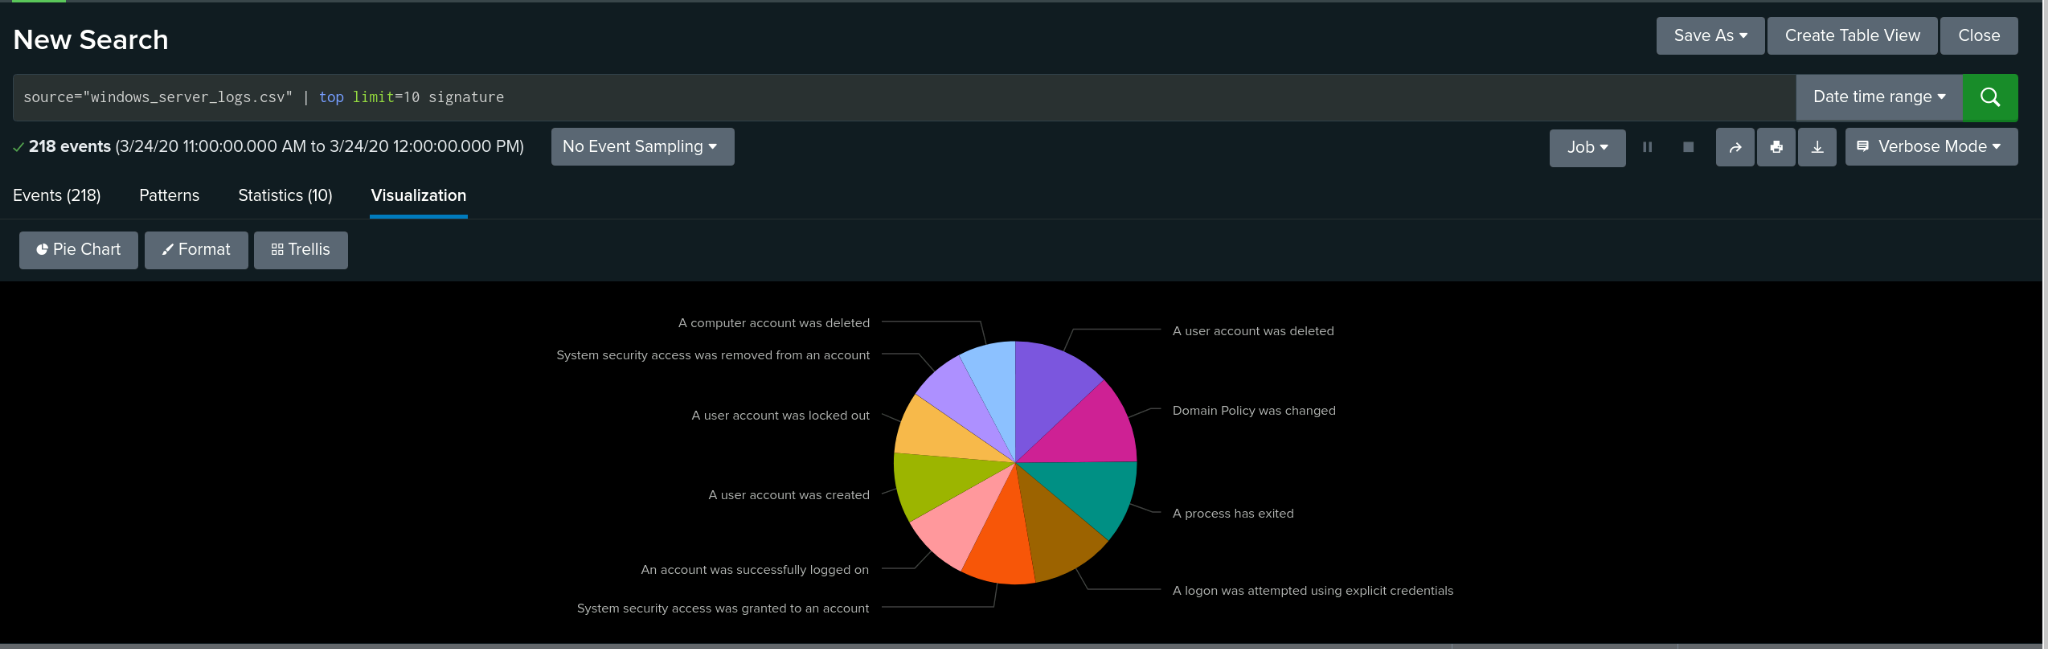 New Search
Save As
Create Table View
Close
source="windows_server_logs.csv" | top limit=10 signature
Date time range
218 events (3/24/20 11:00:00.000 AM to 3/24/20 12:00:00.000 PM)
No Event Sampling
Job
Verbose Mode
Events (218)
Patterns
Statistics (10)
Visualization
Pie Chart
Format
Trellis
A computer account was deleted
A user account was deleted
System security access was removed from an account
Domain Policy was changed
A user account was locked out
A user account was created
A process has exited
An account was successfully logged on
A logon was attempted using explicit credentials
System security access was granted to an account